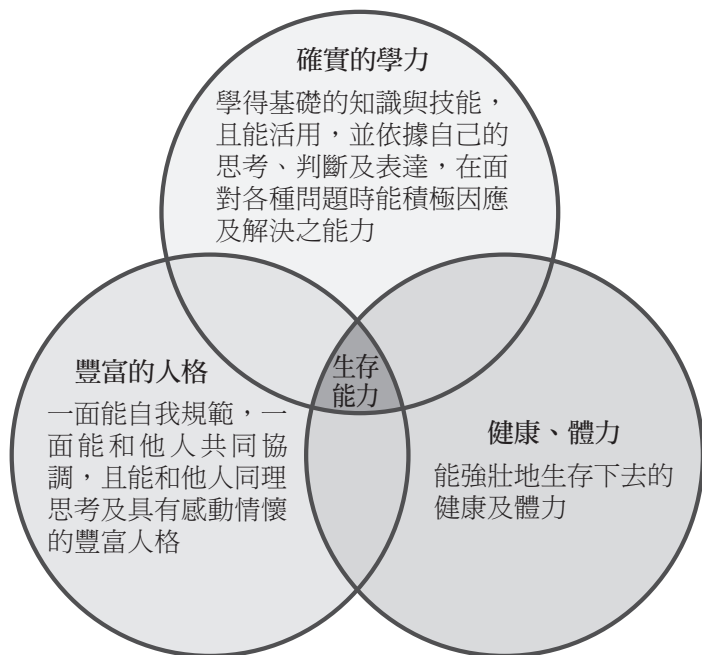 確實的學力
學得基礎的知識與技能，
且能活用，並依據自己的
思考、判斷及表達，在面
對各種問題時能積極因應
及解決之能力
豐富的人格
一面能自我規範，一
面能和他人共同協
調，且能和他人同理
思考及具有感動情懷
的豐富人格
生存
能力
健康、體力
能強壯地生存下去的
健康及體力